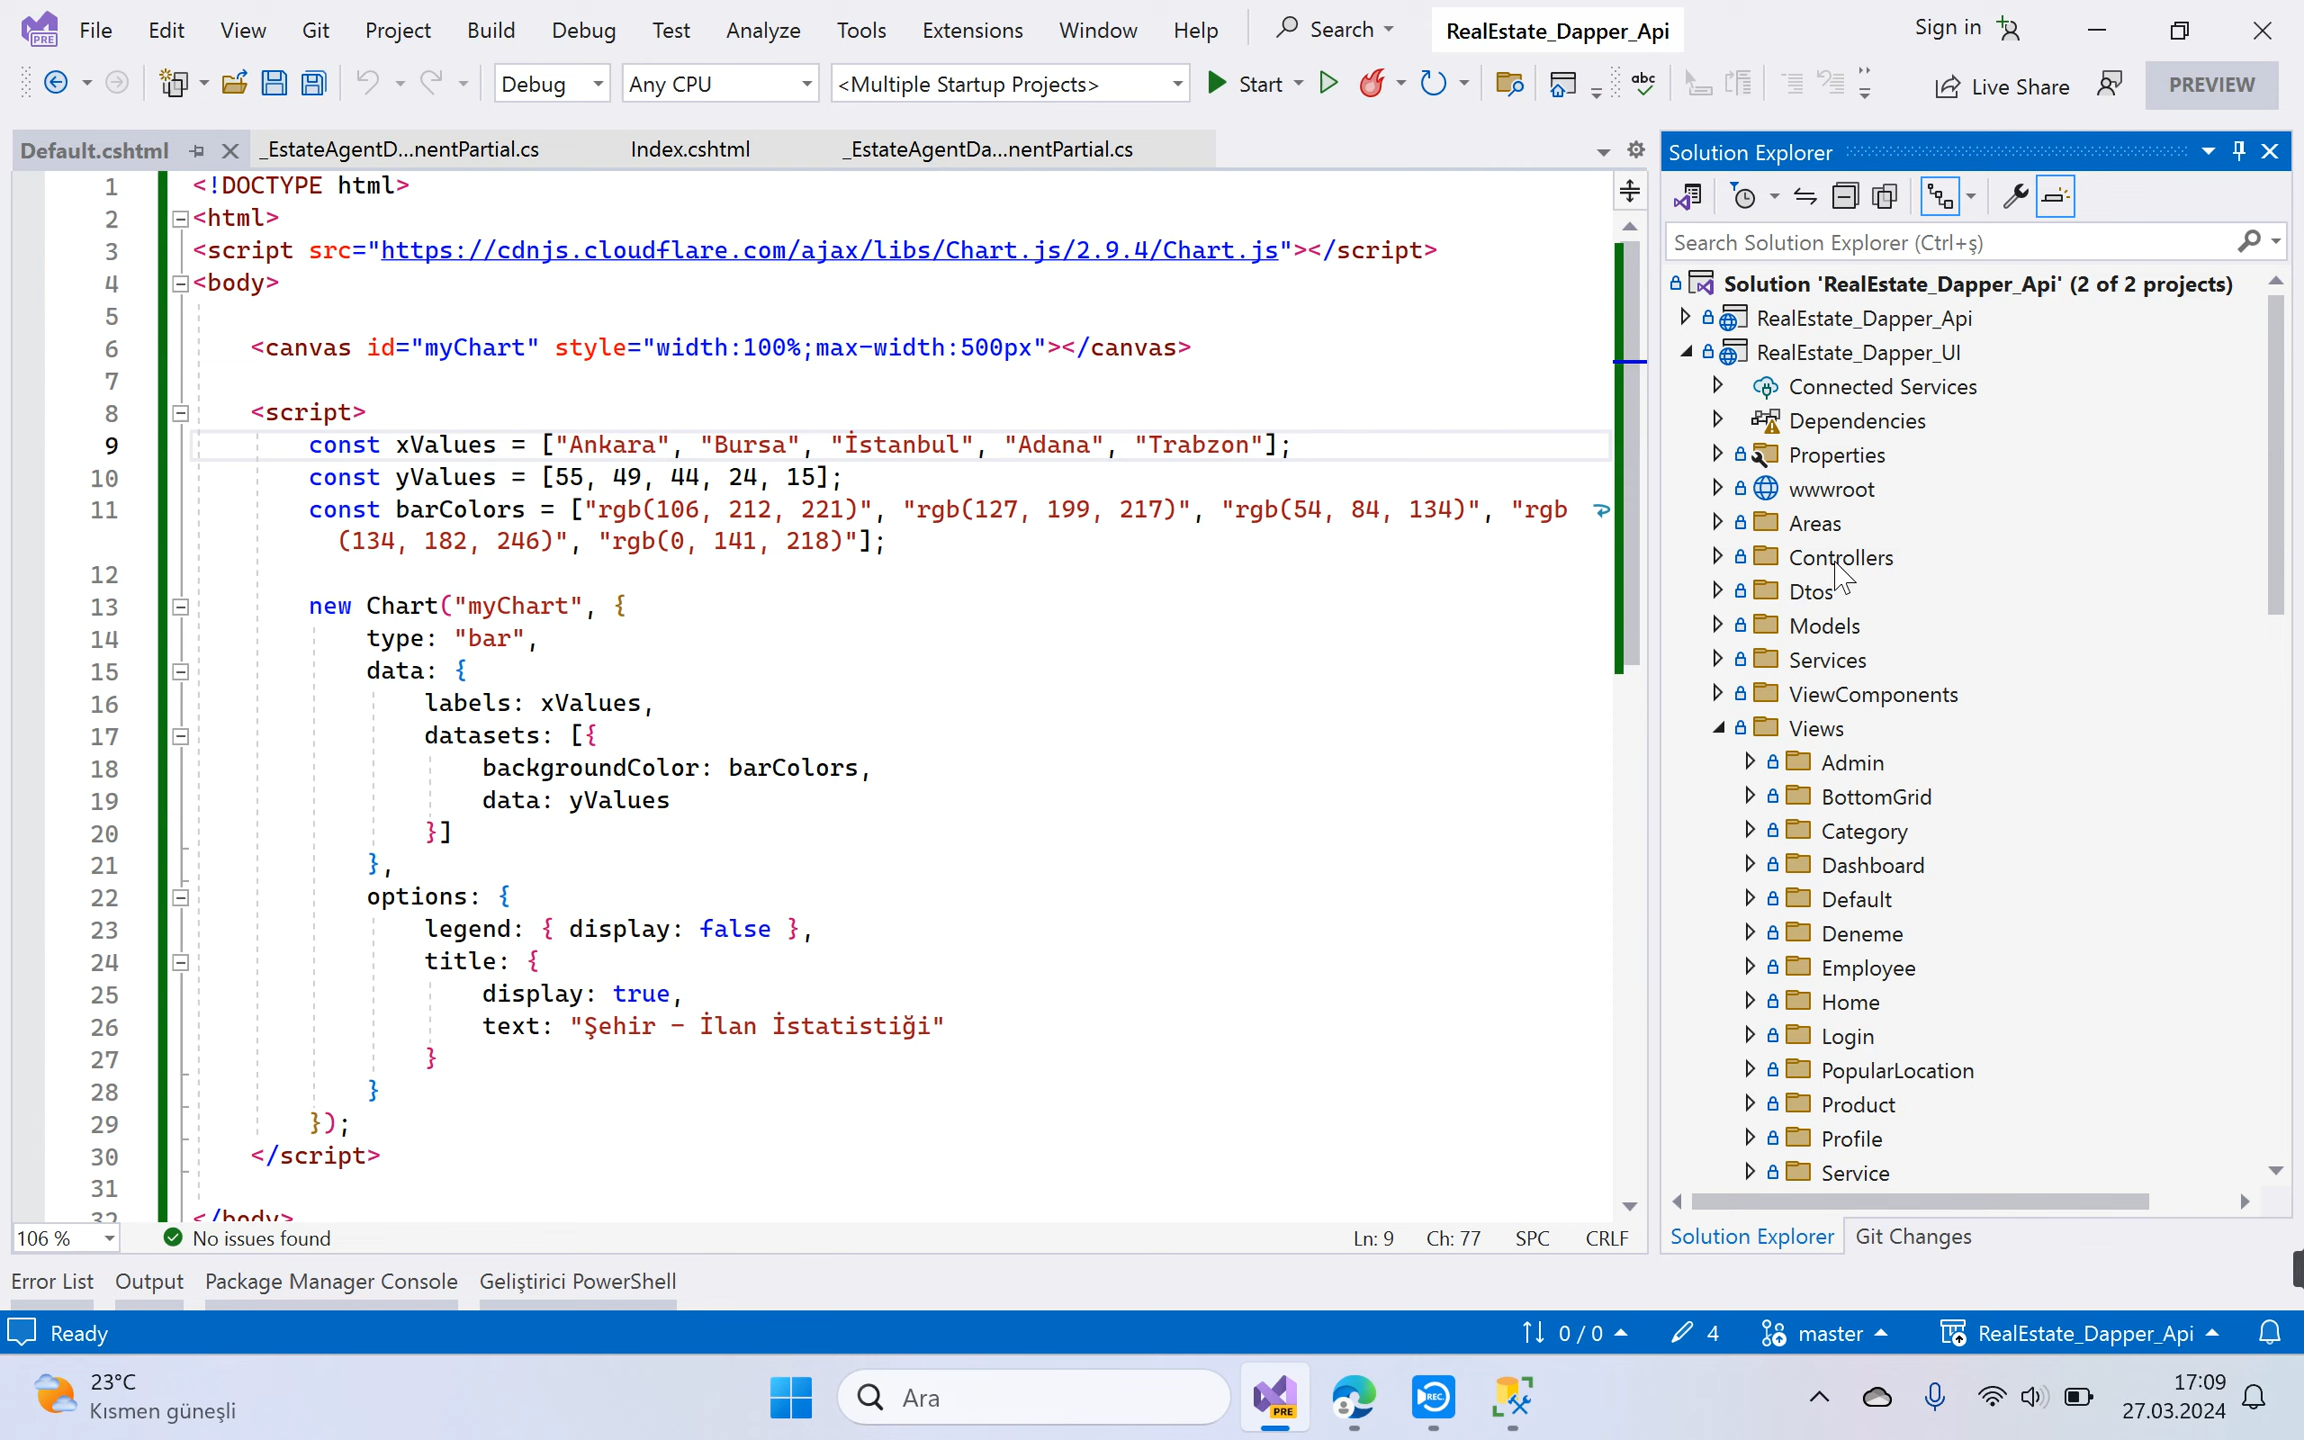 File Edit View Git Project Build Debug Test Analyze Tools Extensions Window Help Search RealEstate_Dapper_Api Sign in
PRE
Debug Any CPU <Multiple Startup Projects> Start abc Live Share PREVIEW
Default.cshtml _EstateAgentD...nentPartial.cs Index.cshtml _EstateAgentDa...nentPartial.cs
1 <!DOCTYPE html>
2 <html>
3 <script src="https://cdnjs.cloudflare.com/ajax/libs/Chart.js/2.9.4/Chart.js"></script>
4 <body>
5
6 <canvas id="myChart" style="width:100%;max-width:500px"></canvas>
7
8 <script>
9 const xValues = ["Ankara", "Bursa", "İstanbul", "Adana", "Trabzon"];
10 const yValues = [55, 49, 44, 24, 15];
11 const barColors = ["rgb(106, 212, 221)", "rgb(127, 199, 217)", "rgb(54, 84, 134)", "rgb
(134, 182, 246)", "rgb(0, 141, 218)"];
12
13 new Chart("myChart", {
14 type: "bar",
15 data: {
16 labels: xValues,
17 datasets: [{
18 backgroundColor: barColors,
19 data: yValues
20 }]
21 },
22 options: {
23 legend: { display: false },
24 title: {
25 display: true,
26 text: "Şehir - İlan İstatistiği"
27 }
28 }
29 });
30 </script>
31
32 </body>
106 % No issues found Ln: 9 Ch: 77 SPC CRLF
Solution Explorer
Search Solution Explorer (Ctrl+ş)
Solution 'RealEstate_Dapper_Api' (2 of 2 projects)
RealEstate_Dapper_Api
RealEstate_Dapper_UI
Connected Services
Dependencies
Properties
wwwroot
Areas
Controllers
Dtos
Models
Services
ViewComponents
Views
Admin
BottomGrid
Category
Dashboard
Default
Deneme
Employee
Home
Login
PopularLocation
Product
Profile
Service
Solution Explorer Git Changes
Error List Output Package Manager Console Geliştirici PowerShell
Ready 0 / 0 4 master RealEstate_Dapper_Api
23°C
Kısmen güneşli
Ara
PRE
REC
17:09
27.03.2024